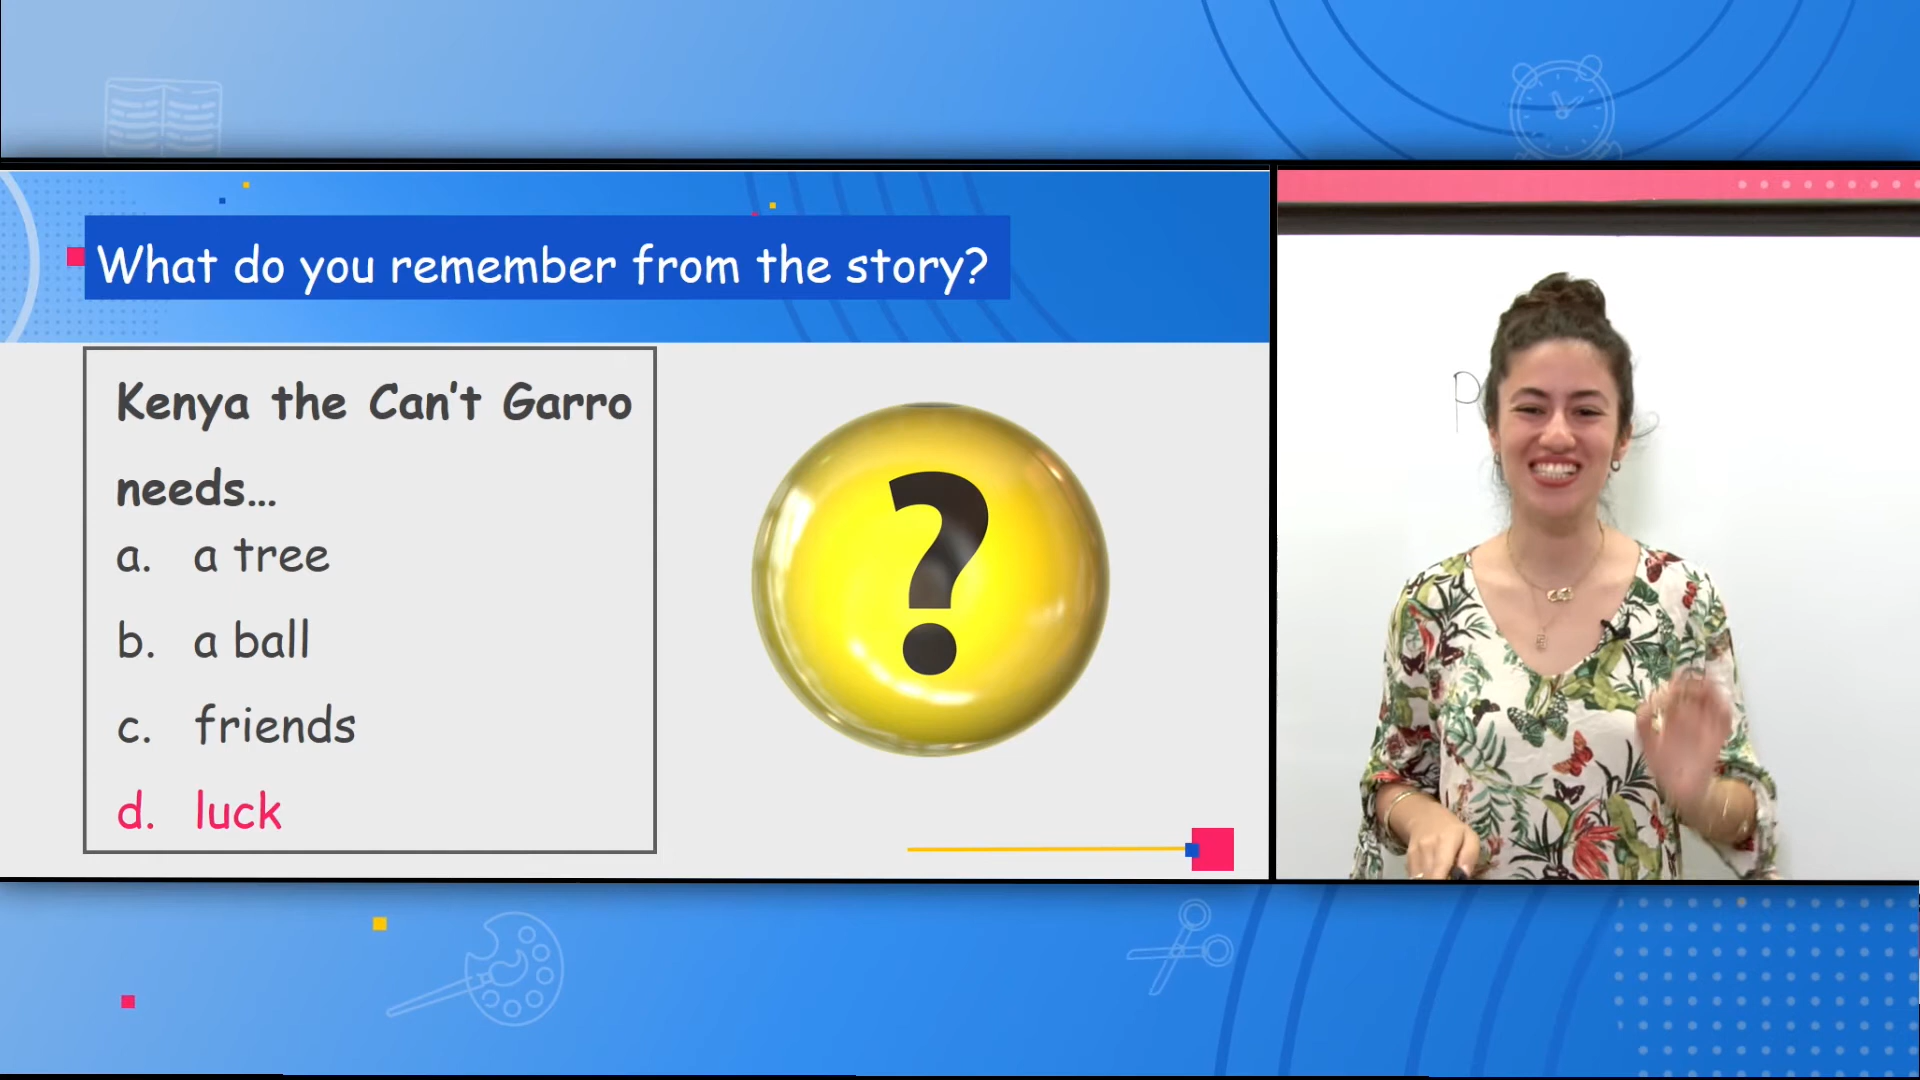 What do you remember from the story?
Kenya the Can't Garro
needs...
a. a tree
b. a ball
c. friends
d. luck
?
P